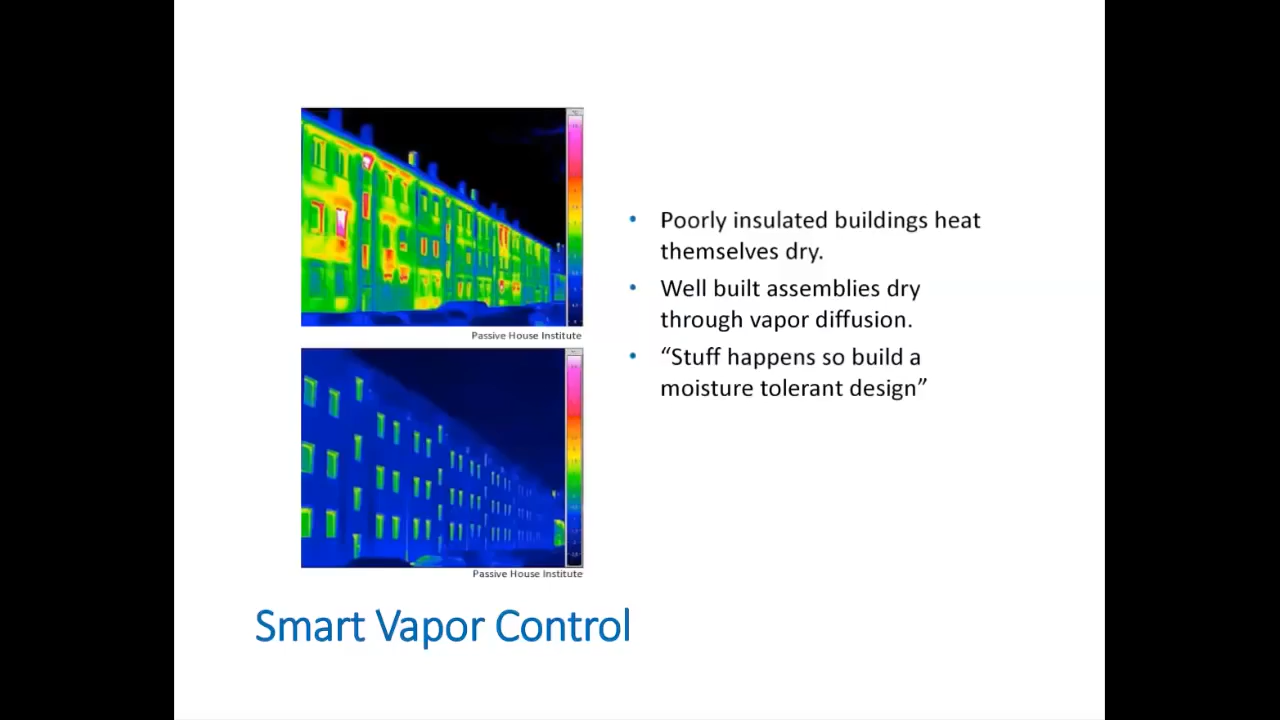 Passive House Institute
Passive House Institute
• Poorly insulated buildings heat
themselves dry.
• Well built assemblies dry
through vapor diffusion.
• “Stuff happens so build a
moisture tolerant design”
Smart Vapor Control